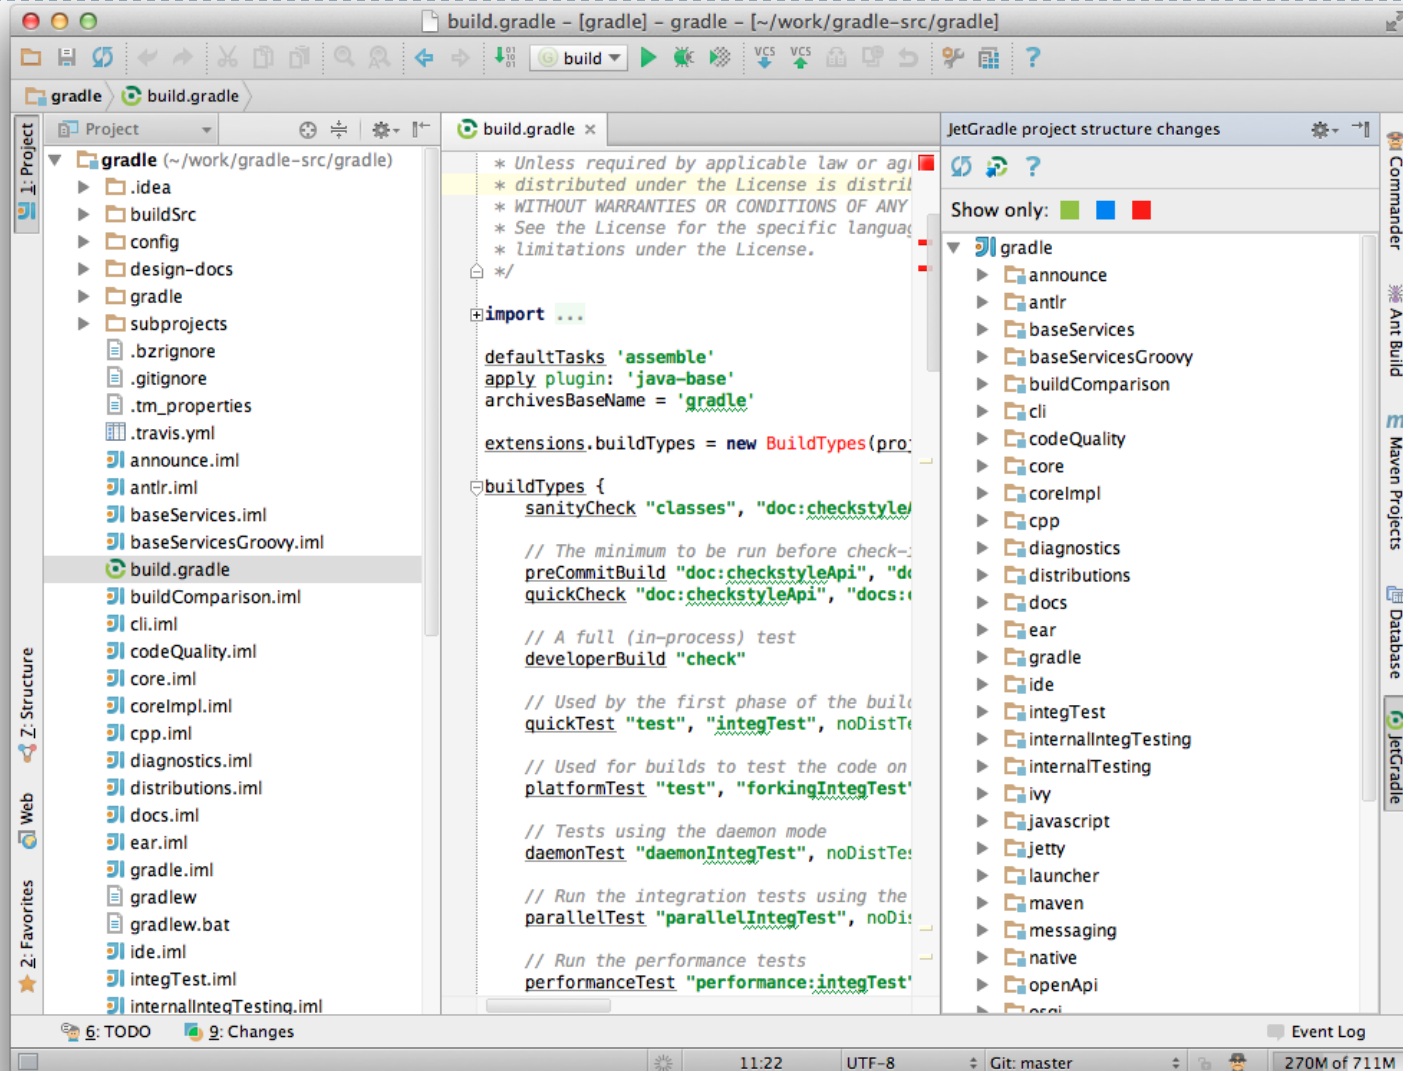 build.gradle – [gradle] – gradle – [~/work/gradle-src/gradle]
build
VCS VCS
gradle build.gradle
1: Project
Z: Structure
Web
2: Favorites
Project
gradle (~/work/gradle-src/gradle)
.idea
buildSrc
config
design-docs
gradle
subprojects
.bzrignore
.gitignore
.tm_properties
.travis.yml
announce.iml
antlr.iml
baseServices.iml
baseServicesGroovy.iml
build.gradle
buildComparison.iml
cli.iml
codeQuality.iml
core.iml
coreImpl.iml
cpp.iml
diagnostics.iml
distributions.iml
docs.iml
ear.iml
gradle.iml
gradlew
gradlew.bat
ide.iml
integTest.iml
internalIntegTesting.iml
build.gradle
* Unless required by applicable law or
* distributed under the License is
* WITHOUT WARRANTIES OR CONDITIONS OF ANY
* See the License for the specific
* limitations under the License.
*/
import ...
defaultTasks 'assemble'
apply plugin: 'java-base'
archivesBaseName = 'gradle'
extensions.buildTypes = new BuildTypes(
buildTypes {
sanityCheck "classes", "doc:
// The minimum to be run before
preCommitBuild "doc:checkstyleApi",
quickCheck "doc:checkstyleApi", "docs:
// A full (in-process) test
developerBuild "check"
// Used by the first phase of the
quickTest "test", "integTest",
// Used for builds to test the code on
platformTest "test", "forkingIntegTest"
// Tests using the daemon mode
daemonTest "daemonIntegTest",
// Run the integration tests using the
parallelTest "parallelIntegTest",
// Run the performance tests
performanceTest "performance:integTest"
JetGradle project structure changes
Show only:
gradle
announce
antlr
baseServices
baseServicesGroovy
buildComparison
cli
codeQuality
core
coreImpl
cpp
diagnostics
distributions
docs
ear
gradle
ide
integTest
internalIntegTesting
internalTesting
ivy
javascript
jetty
launcher
maven
messaging
native
openApi
Commander
Ant Build
Maven Projects
Database
JetGradle
6: TODO 9: Changes Event Log
11:22 UTF-8 Git: master 270M of 711M